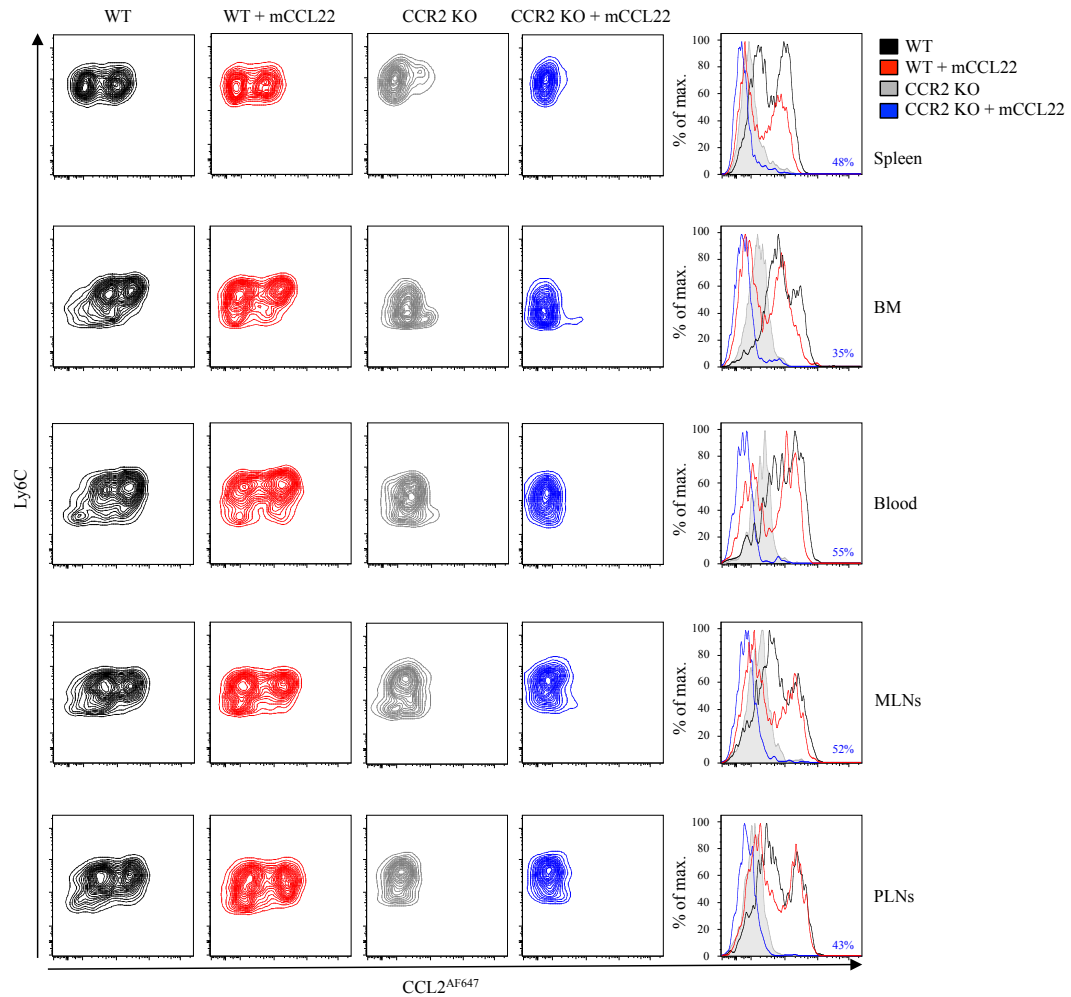 WT WT + mCCL22 CCR2 KO CCR2 KO + mCCL22
WT
WT + mCCL22
CCR2 KO
CCR2 KO + mCCL22
% of max.
100
80
60
40
20
0
48%
Spleen
% of max.
100
80
60
40
20
0
35%
BM
Ly6C
% of max.
100
80
60
40
20
0
55%
Blood
% of max.
100
80
60
40
20
0
52%
MLNs
% of max.
100
80
60
40
20
0
43%
PLNs
CCL2AF647